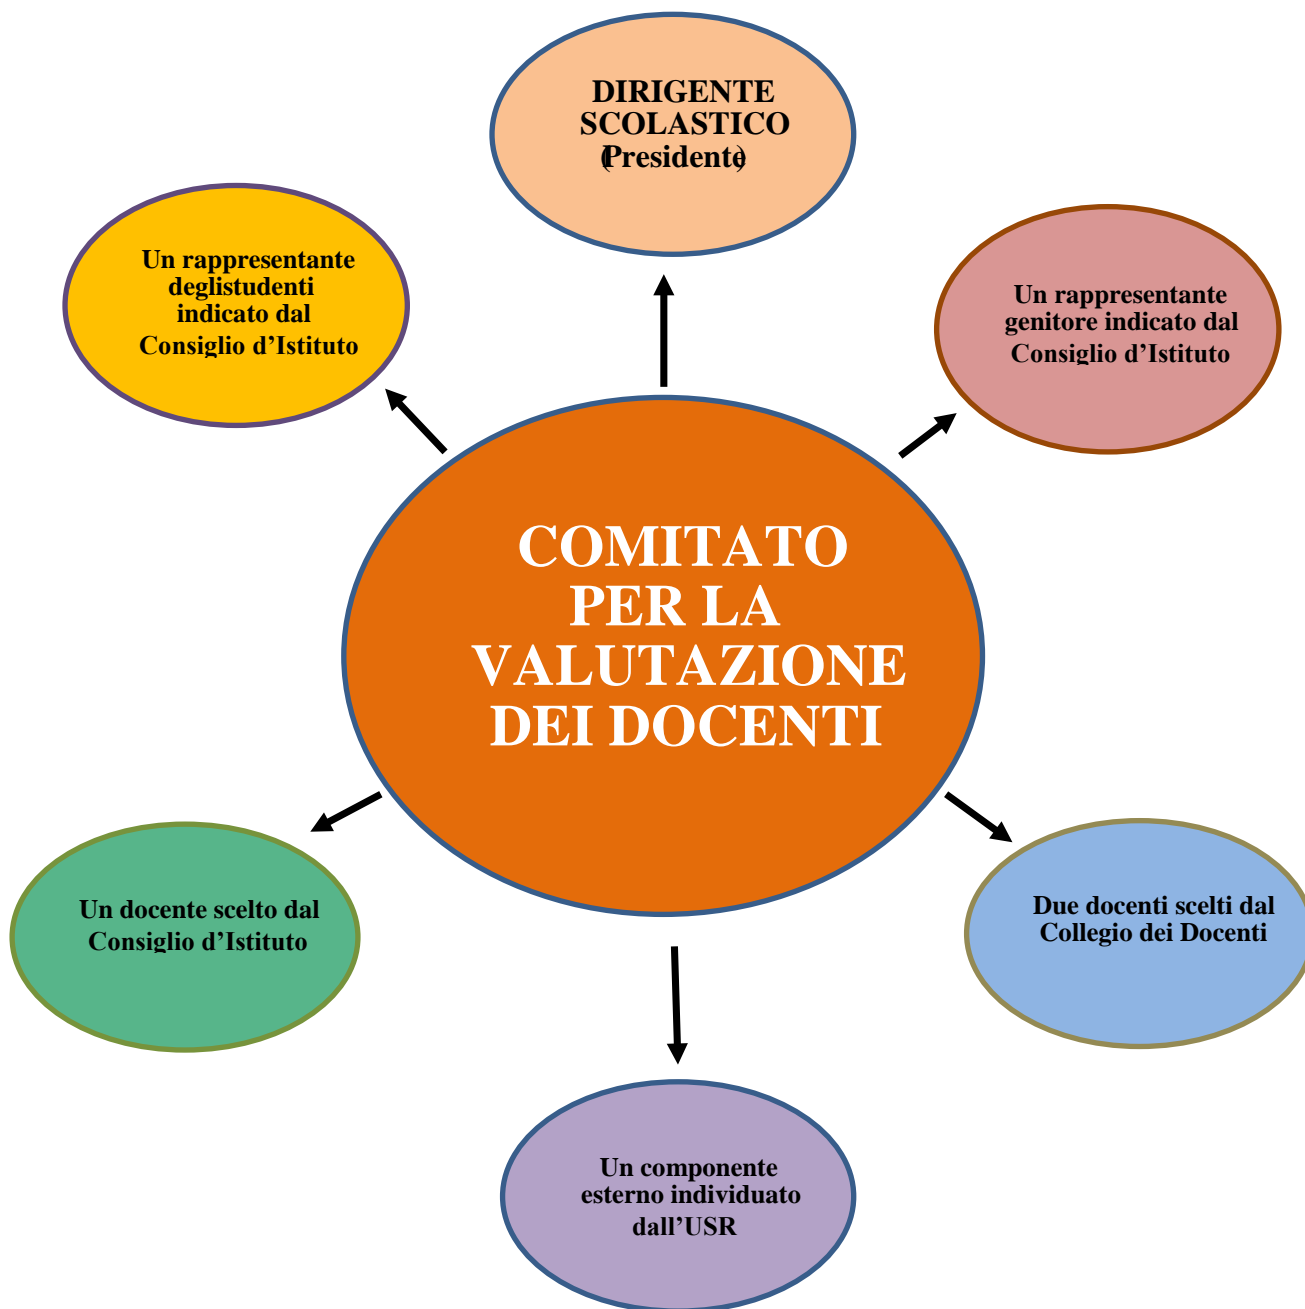 DIRIGENTE
SCOLASTICO
(Presidente)
Un rappresentante
deglistudenti
indicato dal
Consiglio d’Istituto
Un rappresentante
genitore indicato dal
Consiglio d’Istituto
COMITATO
PER LA
VALUTAZIONE
DEI DOCENTI
Un docente scelto dal
Consiglio d’Istituto
Due docenti scelti dal
Collegio dei Docenti
Un componente
esterno individuato
dall’USR